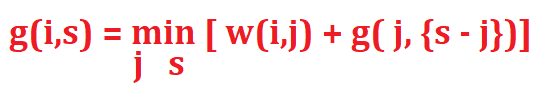 g(i,s) = min [ w(i,j) + g( j, {s - j})]
j s